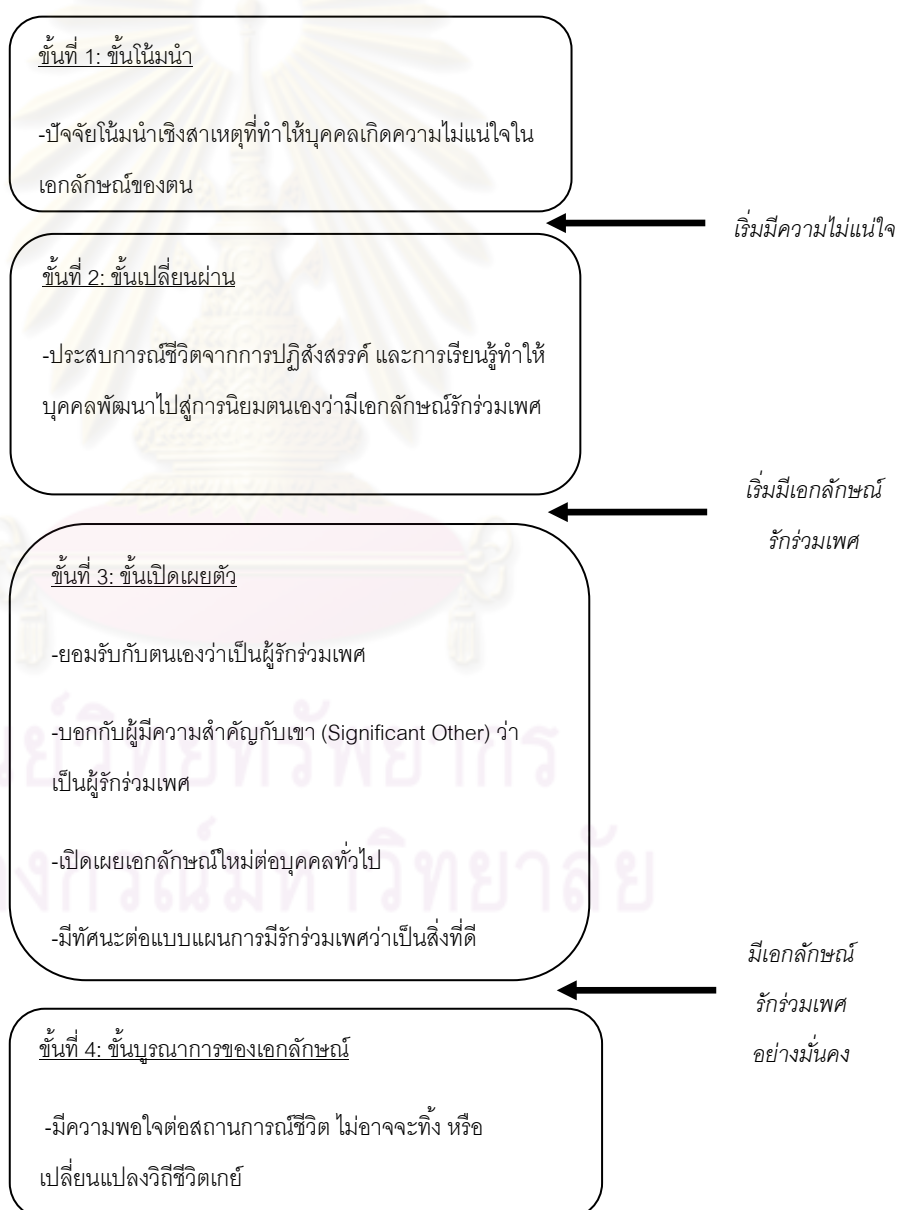 ขั้นที่ 1: ขั้นโน้มนำ
-ปัจจัยโน้มนำเชิงสาเหตุที่ทำให้บุคคลเกิดความไม่แน่ใจใน
เอกลักษณ์ของตน
เริ่มมีความไม่แน่ใจ
ขั้นที่ 2: ขั้นเปลี่ยนผ่าน
-ประสบการณ์ชีวิตจากการปฏิสังสรรค์ และการเรียนรู้ทำให้
บุคคลพัฒนาไปสู่การนิยมตนเองว่ามีเอกลักษณ์รักร่วมเพศ
เริ่มมีเอกลักษณ์
รักร่วมเพศ
ขั้นที่ 3: ขั้นเปิดเผยตัว
-ยอมรับกับตนเองว่าเป็นผู้รักร่วมเพศ
-บอกกับผู้มีความสำคัญกับเขา (Significant Other) ว่า
เป็นผู้รักร่วมเพศ
-เปิดเผยเอกลักษณ์ใหม่ต่อบุคคลทั่วไป
-มีทัศนะต่อแบบแผนการมีรักร่วมเพศว่าเป็นสิ่งที่ดี
มีเอกลักษณ์
รักร่วมเพศ
อย่างมั่นคง
ขั้นที่ 4: ขั้นบูรณาการของเอกลักษณ์
-มีความพอใจต่อสถานการณ์ชีวิต ไม่อาจจะทิ้ง หรือ
เปลี่ยนแปลงวิถีชีวิตเกย์